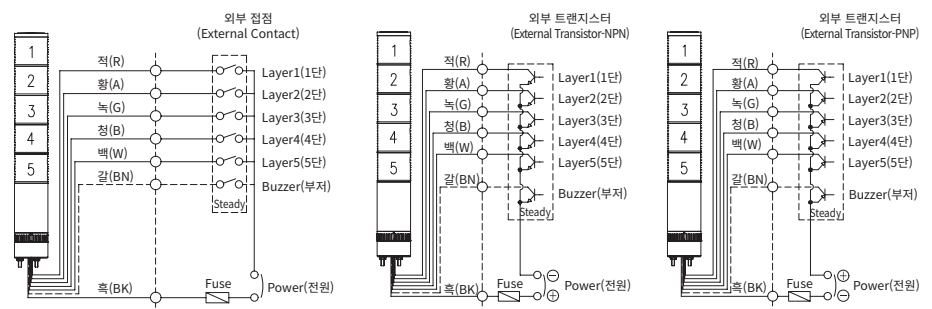 외부 접점
(External Contact)
1
2
3
4
5
적(R)
황(A)
녹(G)
청(B)
백(W)
갈(BN)
흑(BK)
Layer1(1단)
Layer2(2단)
Layer3(3단)
Layer4(4단)
Layer5(5단)
Buzzer(부저)
Steady
Fuse
Power(전원)
외부 트랜지스터
(External Transistor-NPN)
1
2
3
4
5
적(R)
황(A)
녹(G)
청(B)
백(W)
갈(BN)
흑(BK)
Layer1(1단)
Layer2(2단)
Layer3(3단)
Layer4(4단)
Layer5(5단)
Buzzer(부저)
Steady
Fuse
⊖
⊕
Power(전원)
외부 트랜지스터
(External Transistor-PNP)
1
2
3
4
5
적(R)
황(A)
녹(G)
청(B)
백(W)
갈(BN)
흑(BK)
Layer1(1단)
Layer2(2단)
Layer3(3단)
Layer4(4단)
Layer5(5단)
Buzzer(부저)
Steady
Fuse
⊕
⊖
Power(전원)